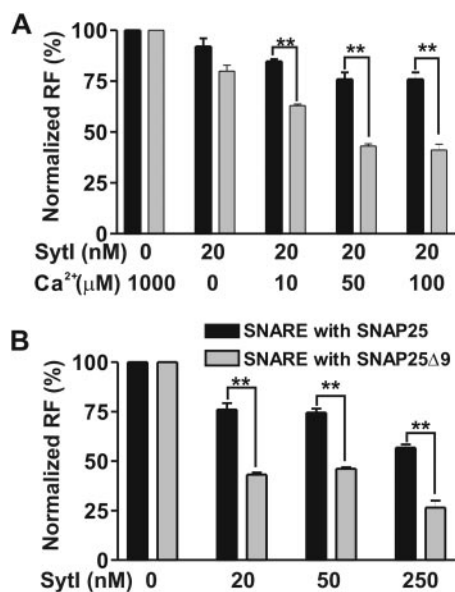 A
Normalized RF (%)
100
75
50
25
0
**
**
**
SytI (nM) 0 20 20 20 20
Ca²⁺(μM) 1000 0 10 50 100
B
SNARE with SNAP25
SNARE with SNAP25Δ9
Normalized RF (%)
100
75
50
25
0
**
**
**
SytI (nM) 0 20 50 250